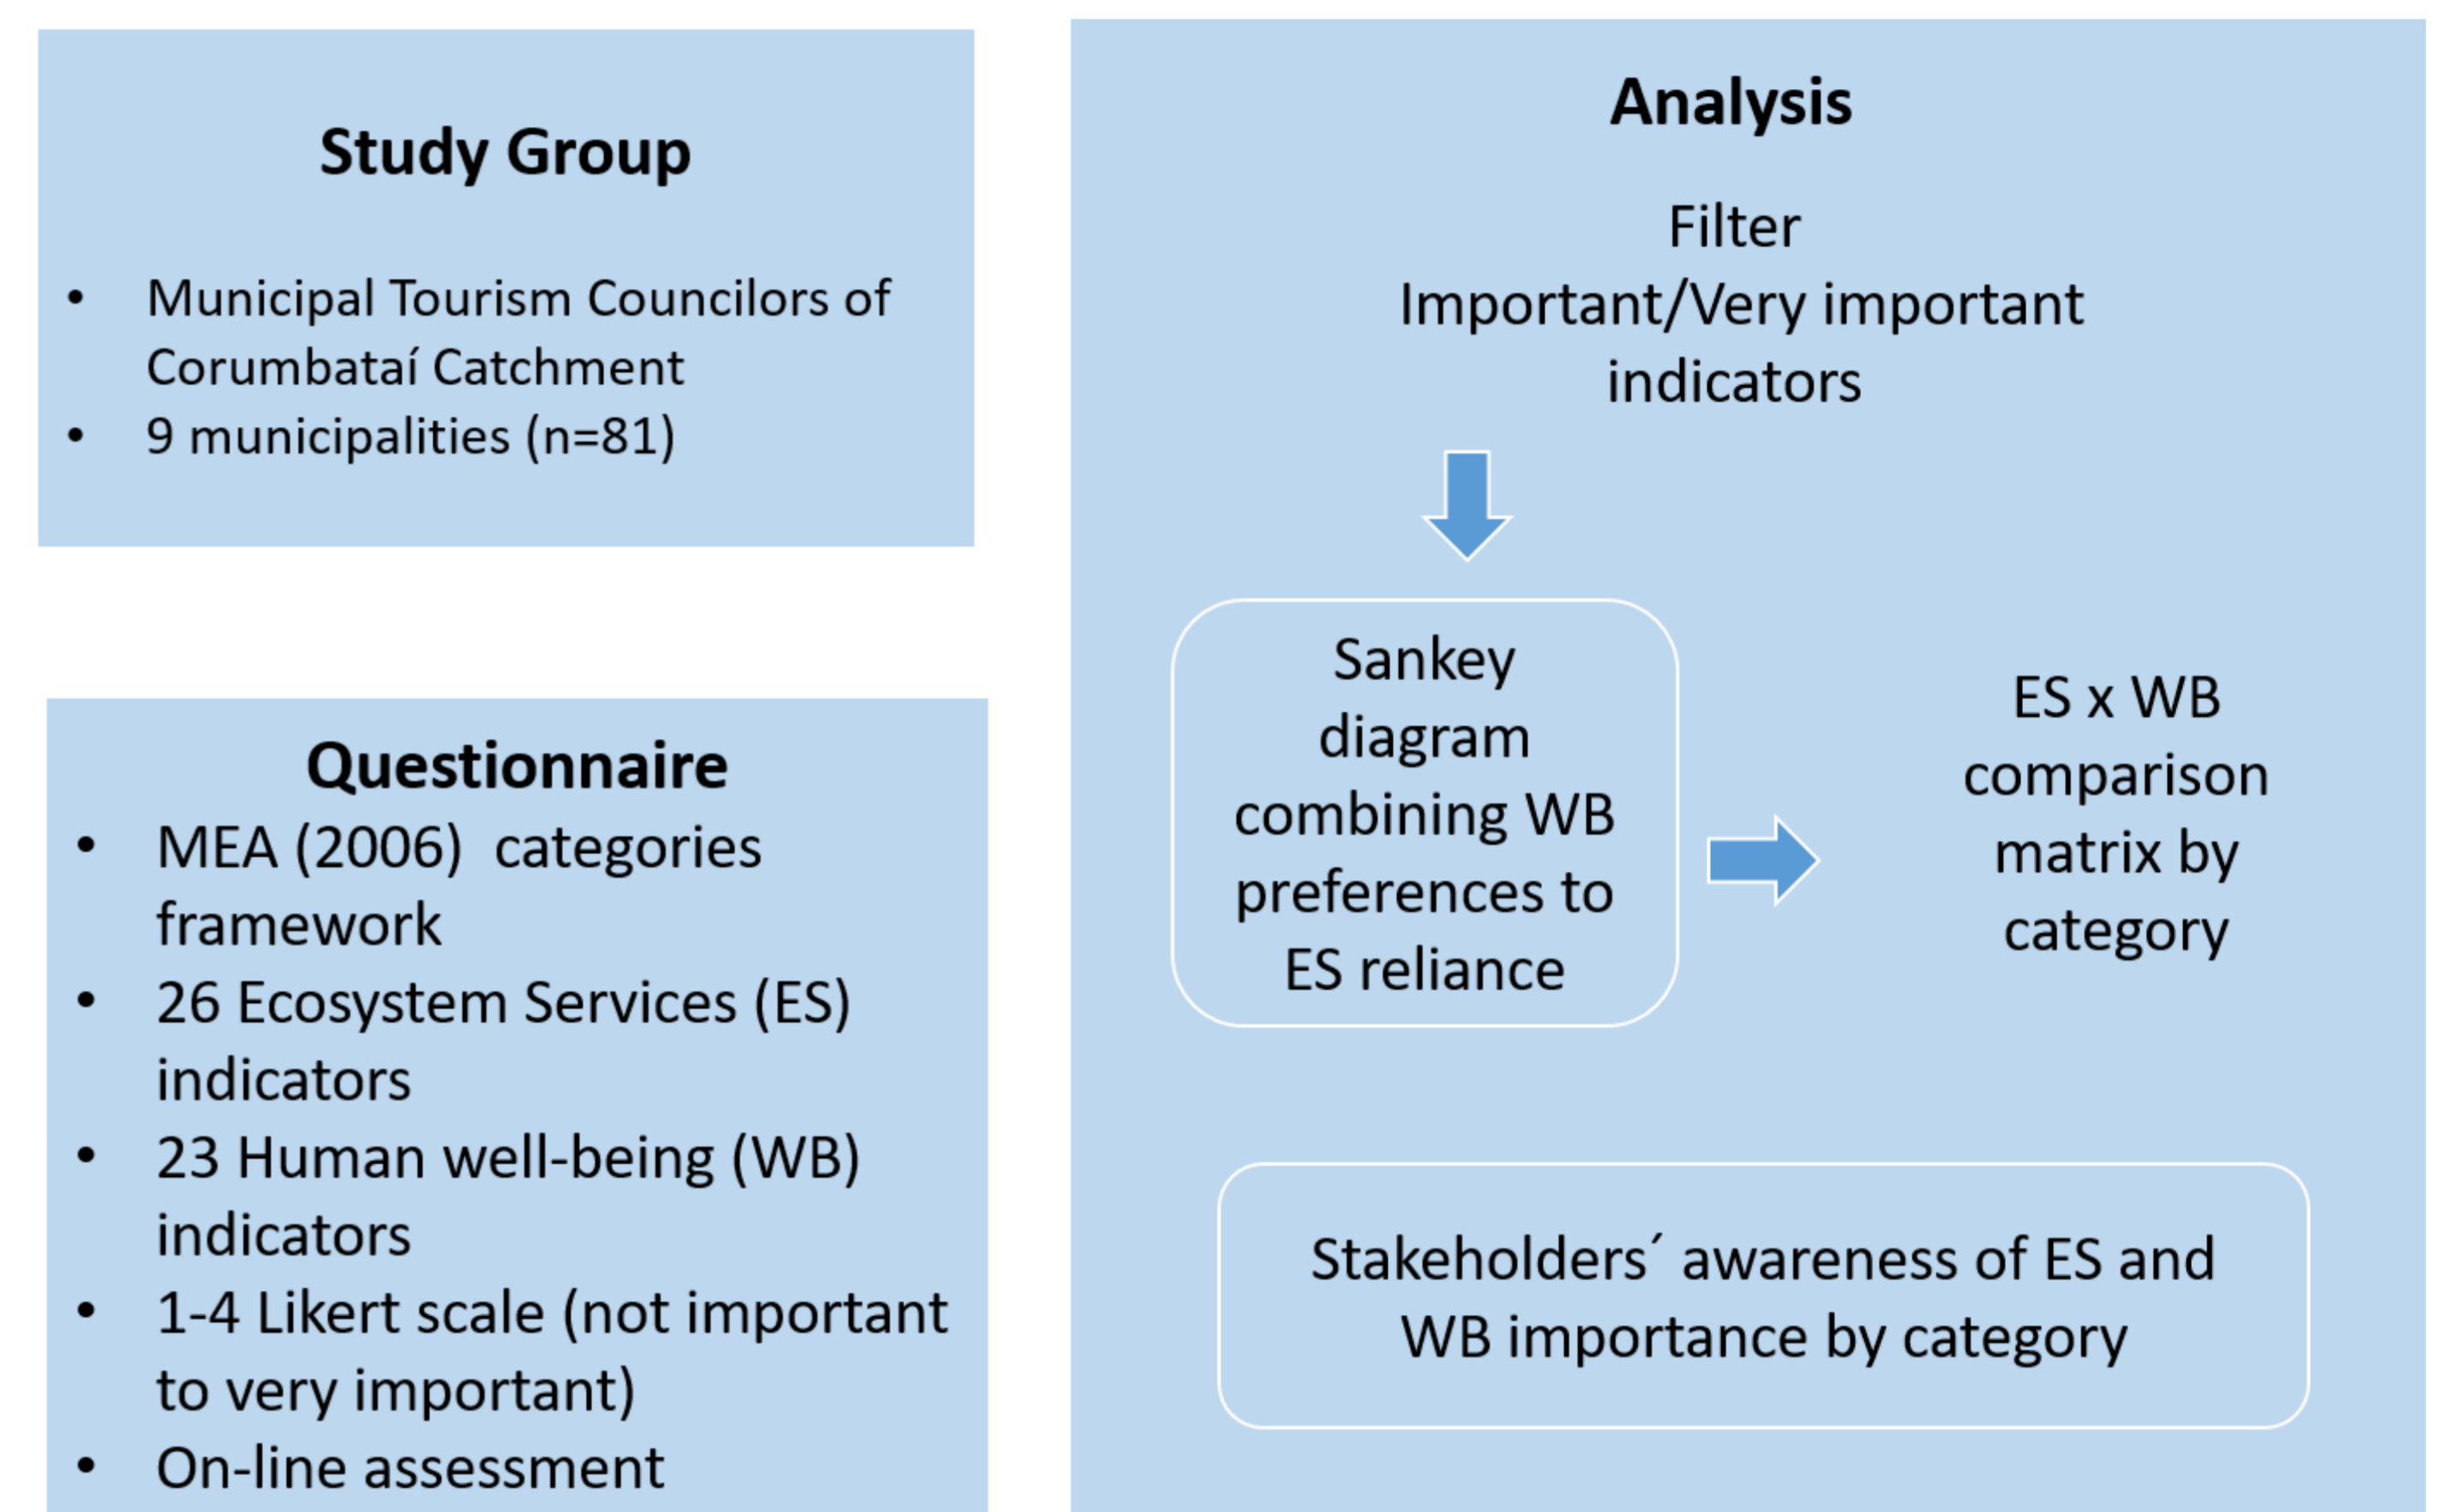 Study Group
• Municipal Tourism Councilors of
Corumbataí Catchment
• 9 municipalities (n=81)
Questionnaire
• MEA (2006) categories
framework
• 26 Ecosystem Services (ES)
indicators
• 23 Human well-being (WB)
indicators
• 1-4 Likert scale (not important
to very important)
• On-line assessment
Analysis
Filter
Important/Very important
indicators
Sankey
diagram
combining WB
preferences to
ES reliance
ES x WB
comparison
matrix by
category
Stakeholders´ awareness of ES and
WB importance by category